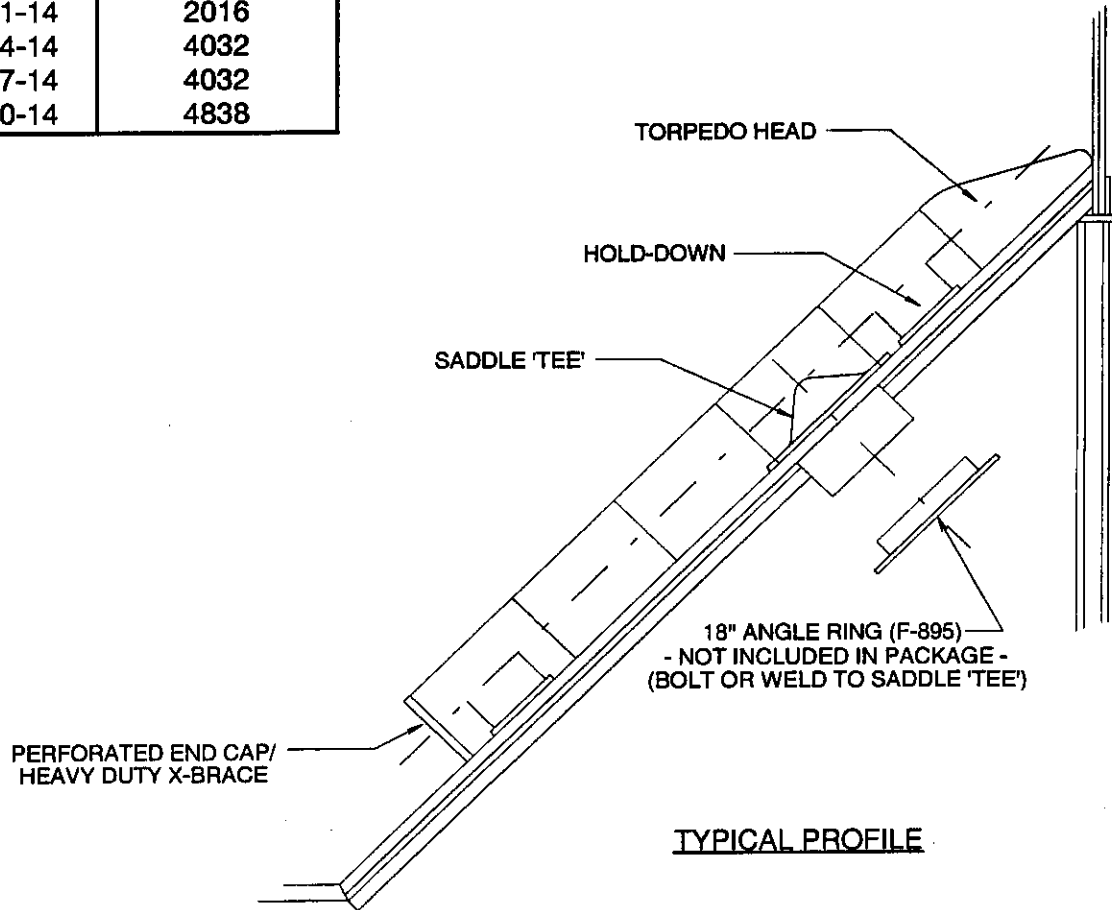 1-14 2016
4-14 4032
7-14 4032
0-14 4838
TORPEDO HEAD
HOLD-DOWN
SADDLE 'TEE'
18" ANGLE RING (F-895)
- NOT INCLUDED IN PACKAGE -
(BOLT OR WELD TO SADDLE 'TEE')
PERFORATED END CAP/
HEAVY DUTY X-BRACE
TYPICAL PROFILE